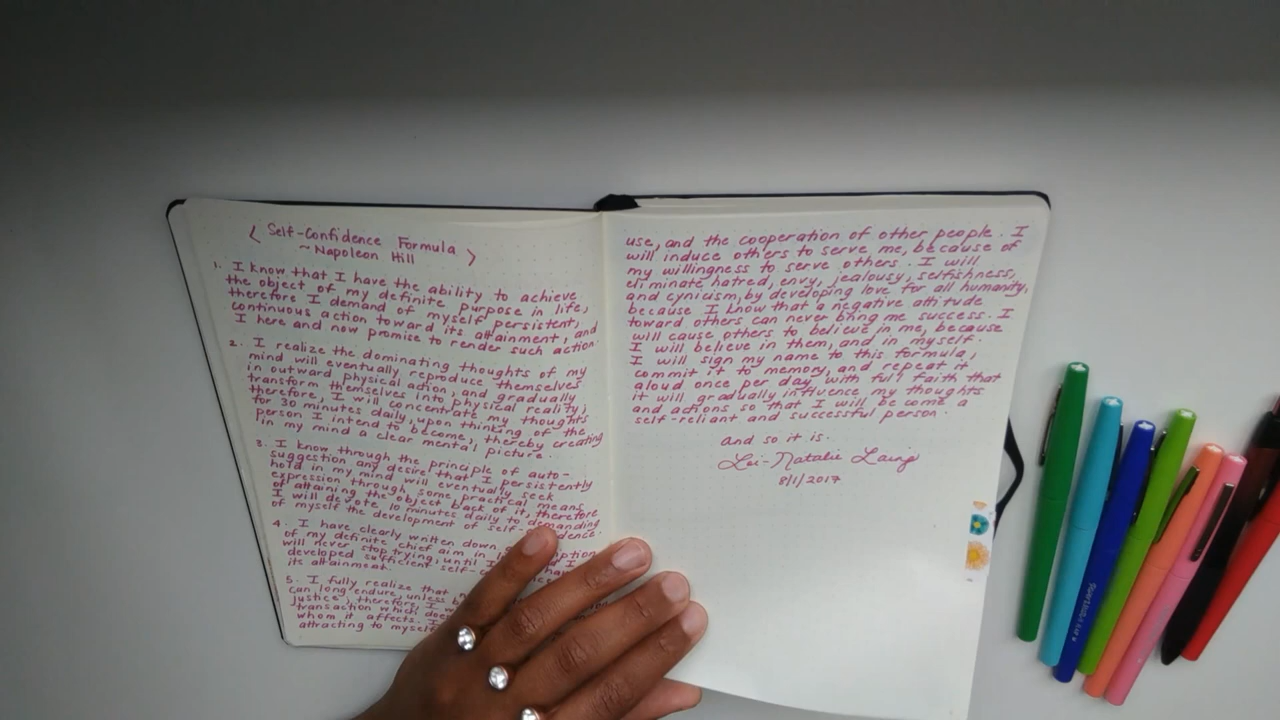 < Self-Confidence Formula
~ Napoleon Hill >
1. I know that I have the ability to achieve
the object of my definite purpose in life,
therefore I demand of myself persistent,
continuous action toward its attainment, and
I here and now promise to render such action.
2. I realize the dominating thoughts of my
mind will eventually reproduce themselves
in outward physical action, and gradually
transform themselves into physical reality,
therefore, I will concentrate my thoughts
for 30 minutes daily, upon thinking of the
person I intend to become, thereby creating
in my mind a clear mental picture.
3. I know through the principle of auto-
suggestion any desire that I persistently
hold in my mind will eventually seek
expression through some practical means
of attaining the object back of it, therefore
I will devote 10 minutes daily to demanding
of myself the development of self-
4. I have clearly written down
of my definite chief aim in
will never stop trying, until I
developed sufficient self-
its attainment.
5. I fully realize that
can long endure, unless
justice, therefore, I
transaction which
whom it affects. I
attracting to myself
use, and the cooperation of other people. I
will induce others to serve me, because of
my willingness to serve others. I will
eliminate hatred, envy, jealousy, selfishness,
and cynicism, by developing love for all humanity,
because I know that a negative attitude
toward others can never bring me success. I
will cause others to believe in me, because
I will believe in them, and in myself.
I will sign my name to this formula,
commit it to memory, and repeat it
aloud once per day with full faith that
it will gradually influence my thoughts
and actions so that I will become a
self-reliant and successful person.
and so it is.
Natalie Laing
8/1/2017